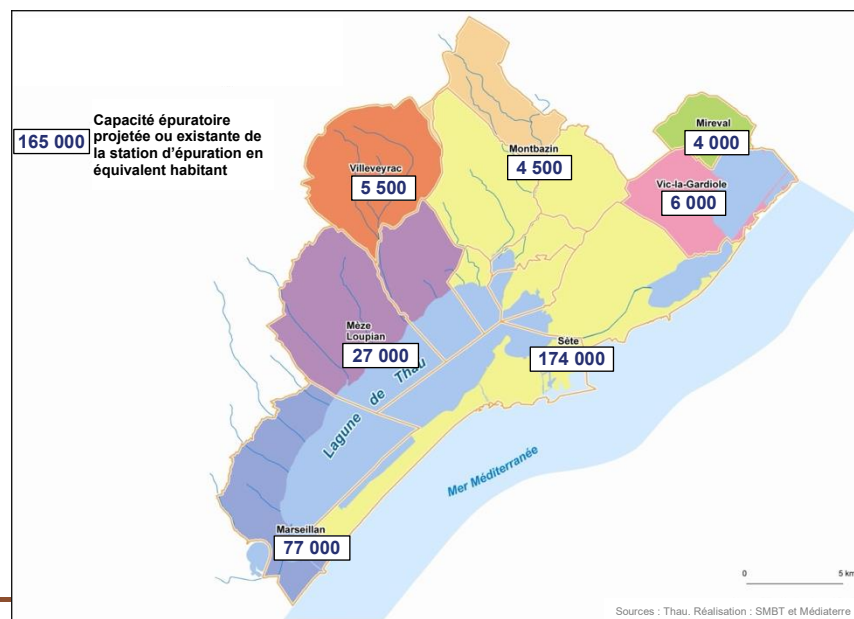 165 000
Capacité épuratoire
projetée ou existante de
la station d'épuration en
équivalent habitant
Mireval
4 000
Montbazin
4 500
Villeveyrac
5 500
Vic-la-Gardiole
6 000
Mèze
Loupian
27 000
Sète
174 000
Lagune de Thau
Mer Méditerranée
Marseillan
77 000
0 5 km
Sources : Thau. Réalisation : SMBT et Médiaterre